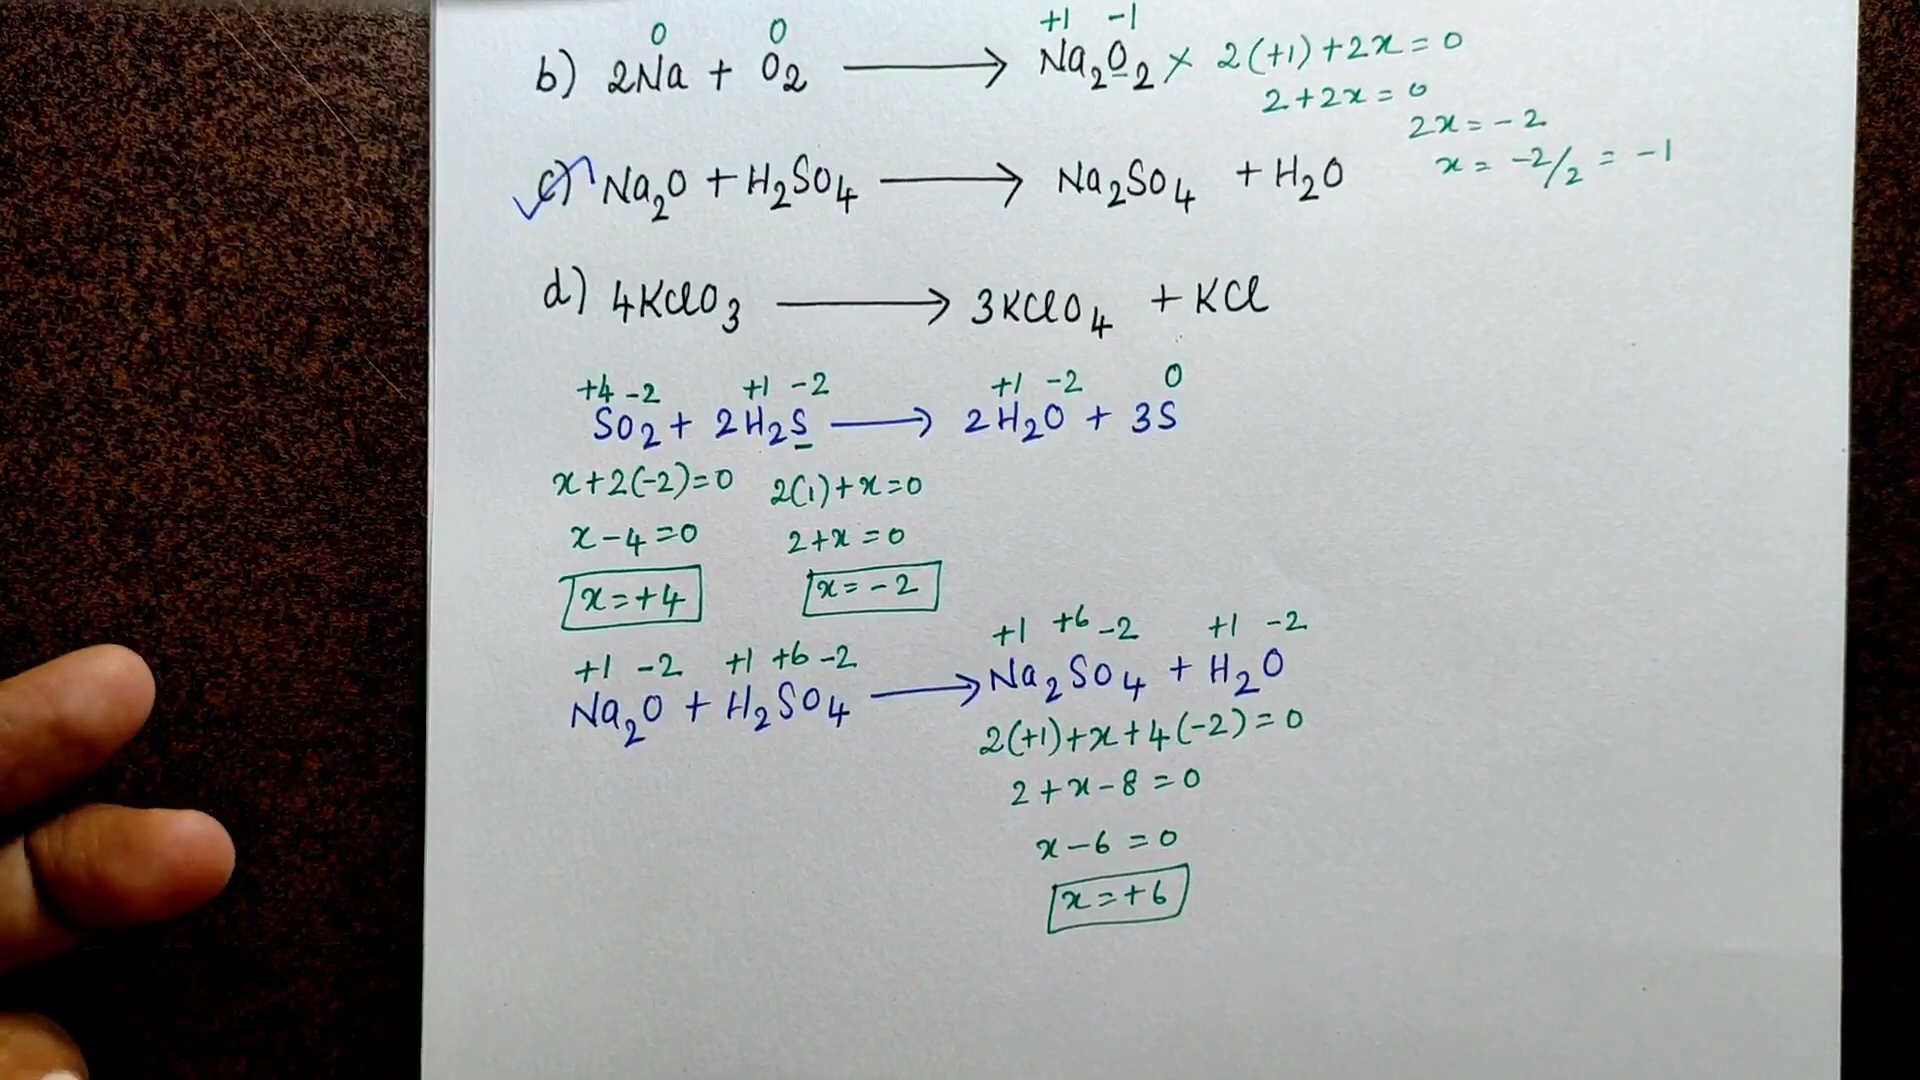 0 0 +1 -1
b) 2Na + O₂ ⟶ Na₂O₂ × 2(+1)+2x = 0
2+2x = 0
2x = -2
c) Na₂O + H₂SO₄ ⟶ Na₂SO₄ + H₂O x = -2/2 = -1
d) 4KClO₃ ⟶ 3KClO₄ + KCl
+4 -2 +1 -2 +1 -2 0
SO₂ + 2H₂S ⟶ 2H₂O + 3S
x+2(-2)=0 2(1)+x=0
x-4=0 2+x=0
x=+4 x=-2
+1 -2 +1 +6 -2 +1 +6 -2 +1 -2
Na₂O + H₂SO₄ ⟶ Na₂SO₄ + H₂O
2(+1)+x+4(-2)=0
2+x-8=0
x-6=0
x=+6